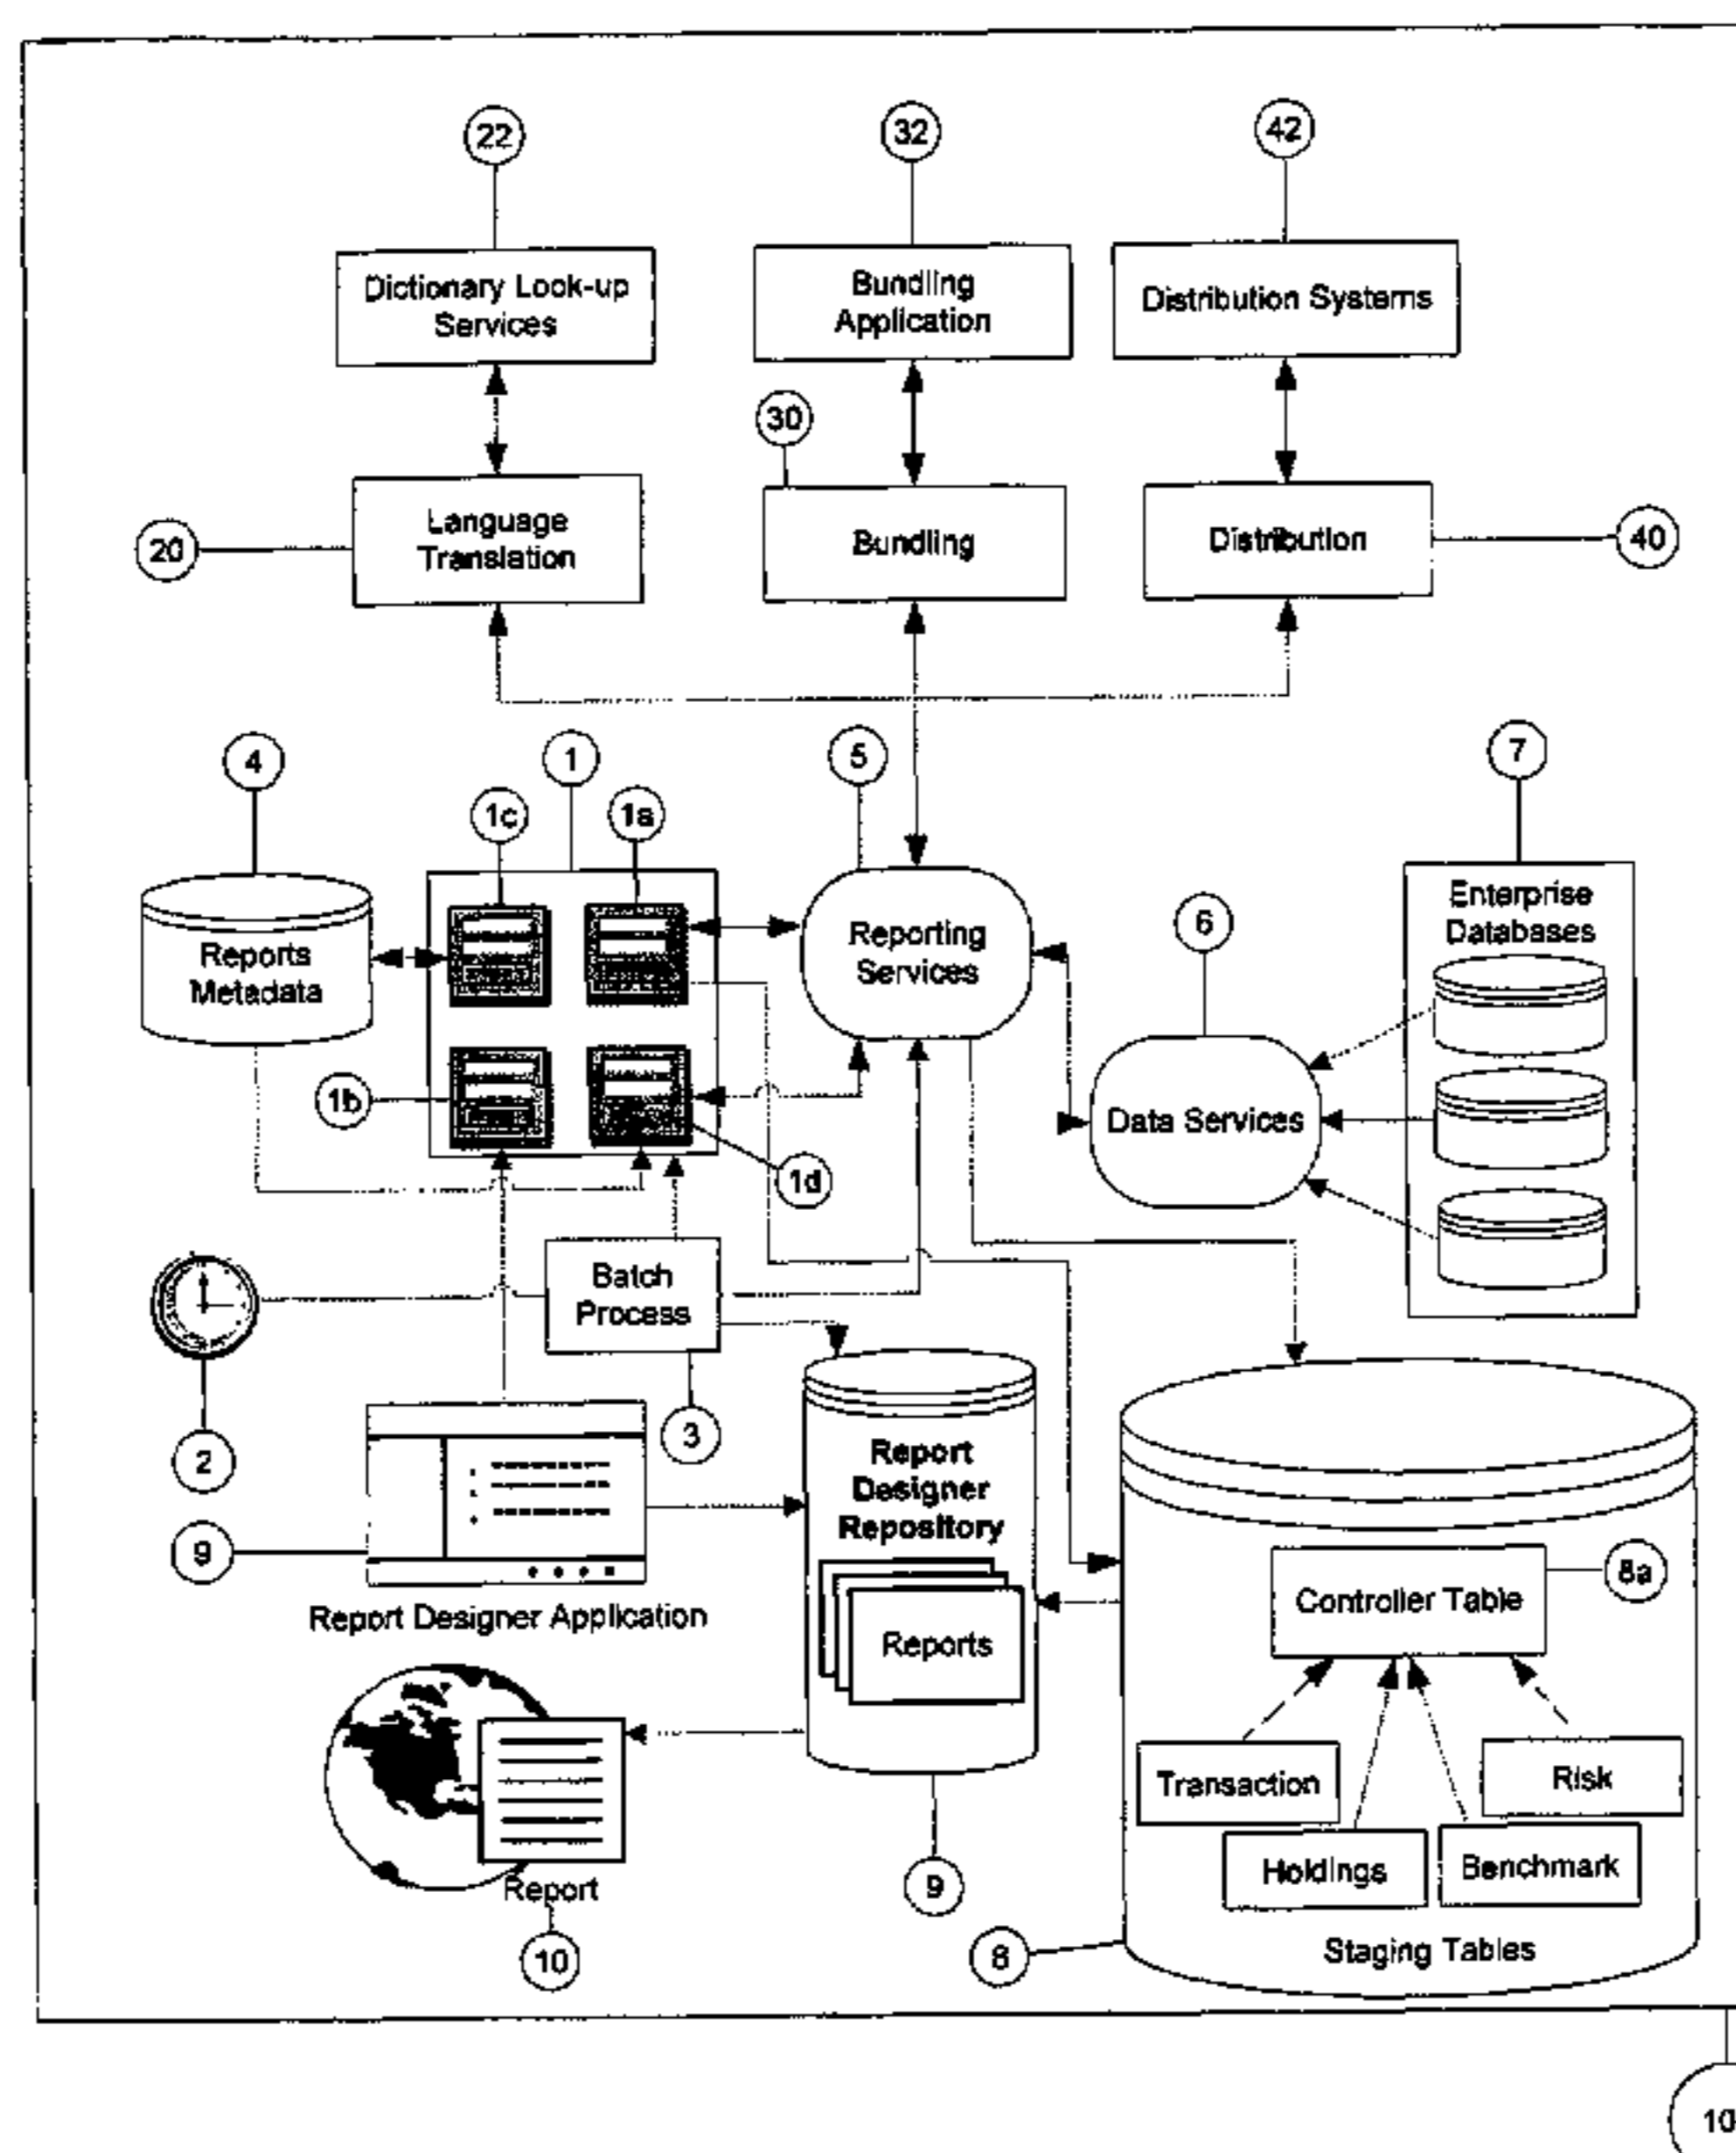 22
32
42
Dictionary Look-up
Services
Bundling
Application
Distribution Systems
30
20
Language
Translation
Bundling
Distribution
40
4
1
5
7
1c
1a
Reports
Metadata
Reporting
Services
6
Enterprise
Databases
1b
1d
Data Services
2
Batch
Process
3
9
Report Designer Application
Report
Designer
Repository
Reports
Controller Table
8a
Transaction
Risk
Holdings
Benchmark
Staging Tables
Report
10
9
8
10